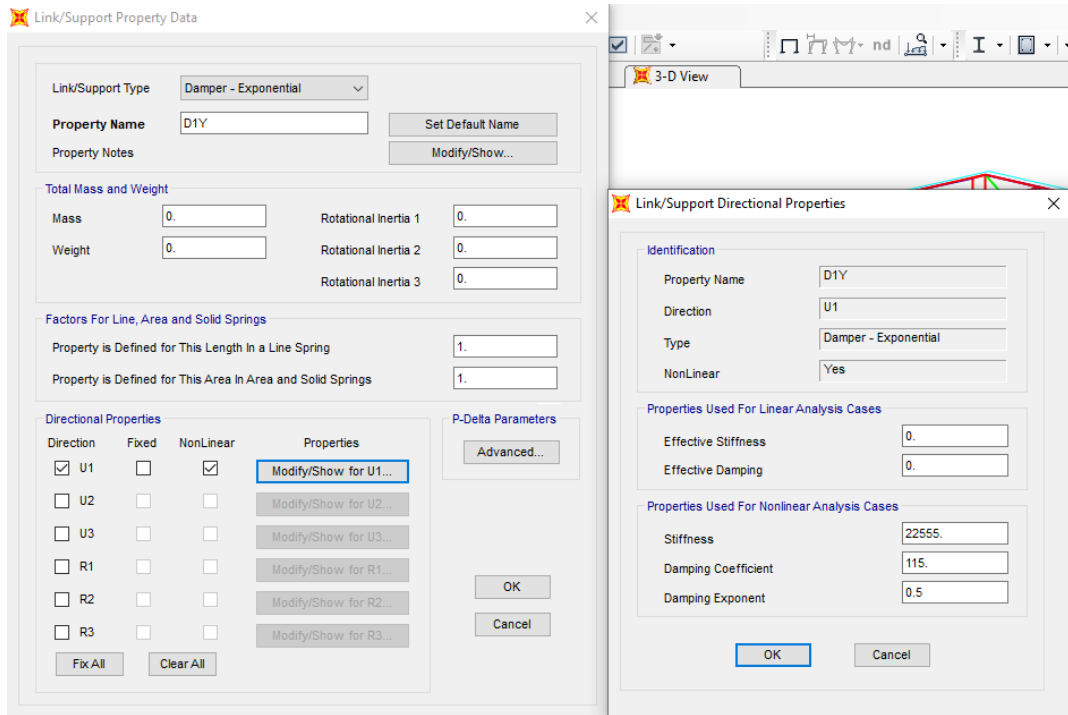 Link/Support Property Data
Link/Support Type Damper - Exponential
Property Name D1Y Set Default Name
Property Notes Modify/Show...
Total Mass and Weight
Mass 0. Rotational Inertia 1 0.
Weight 0. Rotational Inertia 2 0.
Rotational Inertia 3 0.
Factors For Line, Area and Solid Springs
Property is Defined for This Length In a Line Spring 1.
Property is Defined for This Area In Area and Solid Springs 1.
Directional Properties
Direction Fixed NonLinear Properties
U1 Modify/Show for U1...
U2 Modify/Show for U2...
U3 Modify/Show for U3...
R1 Modify/Show for R1...
R2 Modify/Show for R2...
R3 Modify/Show for R3...
Fix All Clear All
P-Delta Parameters
Advanced...
OK
Cancel
nd
3-D View
Link/Support Directional Properties
Identification
Property Name D1Y
Direction U1
Type Damper - Exponential
NonLinear Yes
Properties Used For Linear Analysis Cases
Effective Stiffness 0.
Effective Damping 0.
Properties Used For Nonlinear Analysis Cases
Stiffness 22555.
Damping Coefficient 115.
Damping Exponent 0.5
OK Cancel